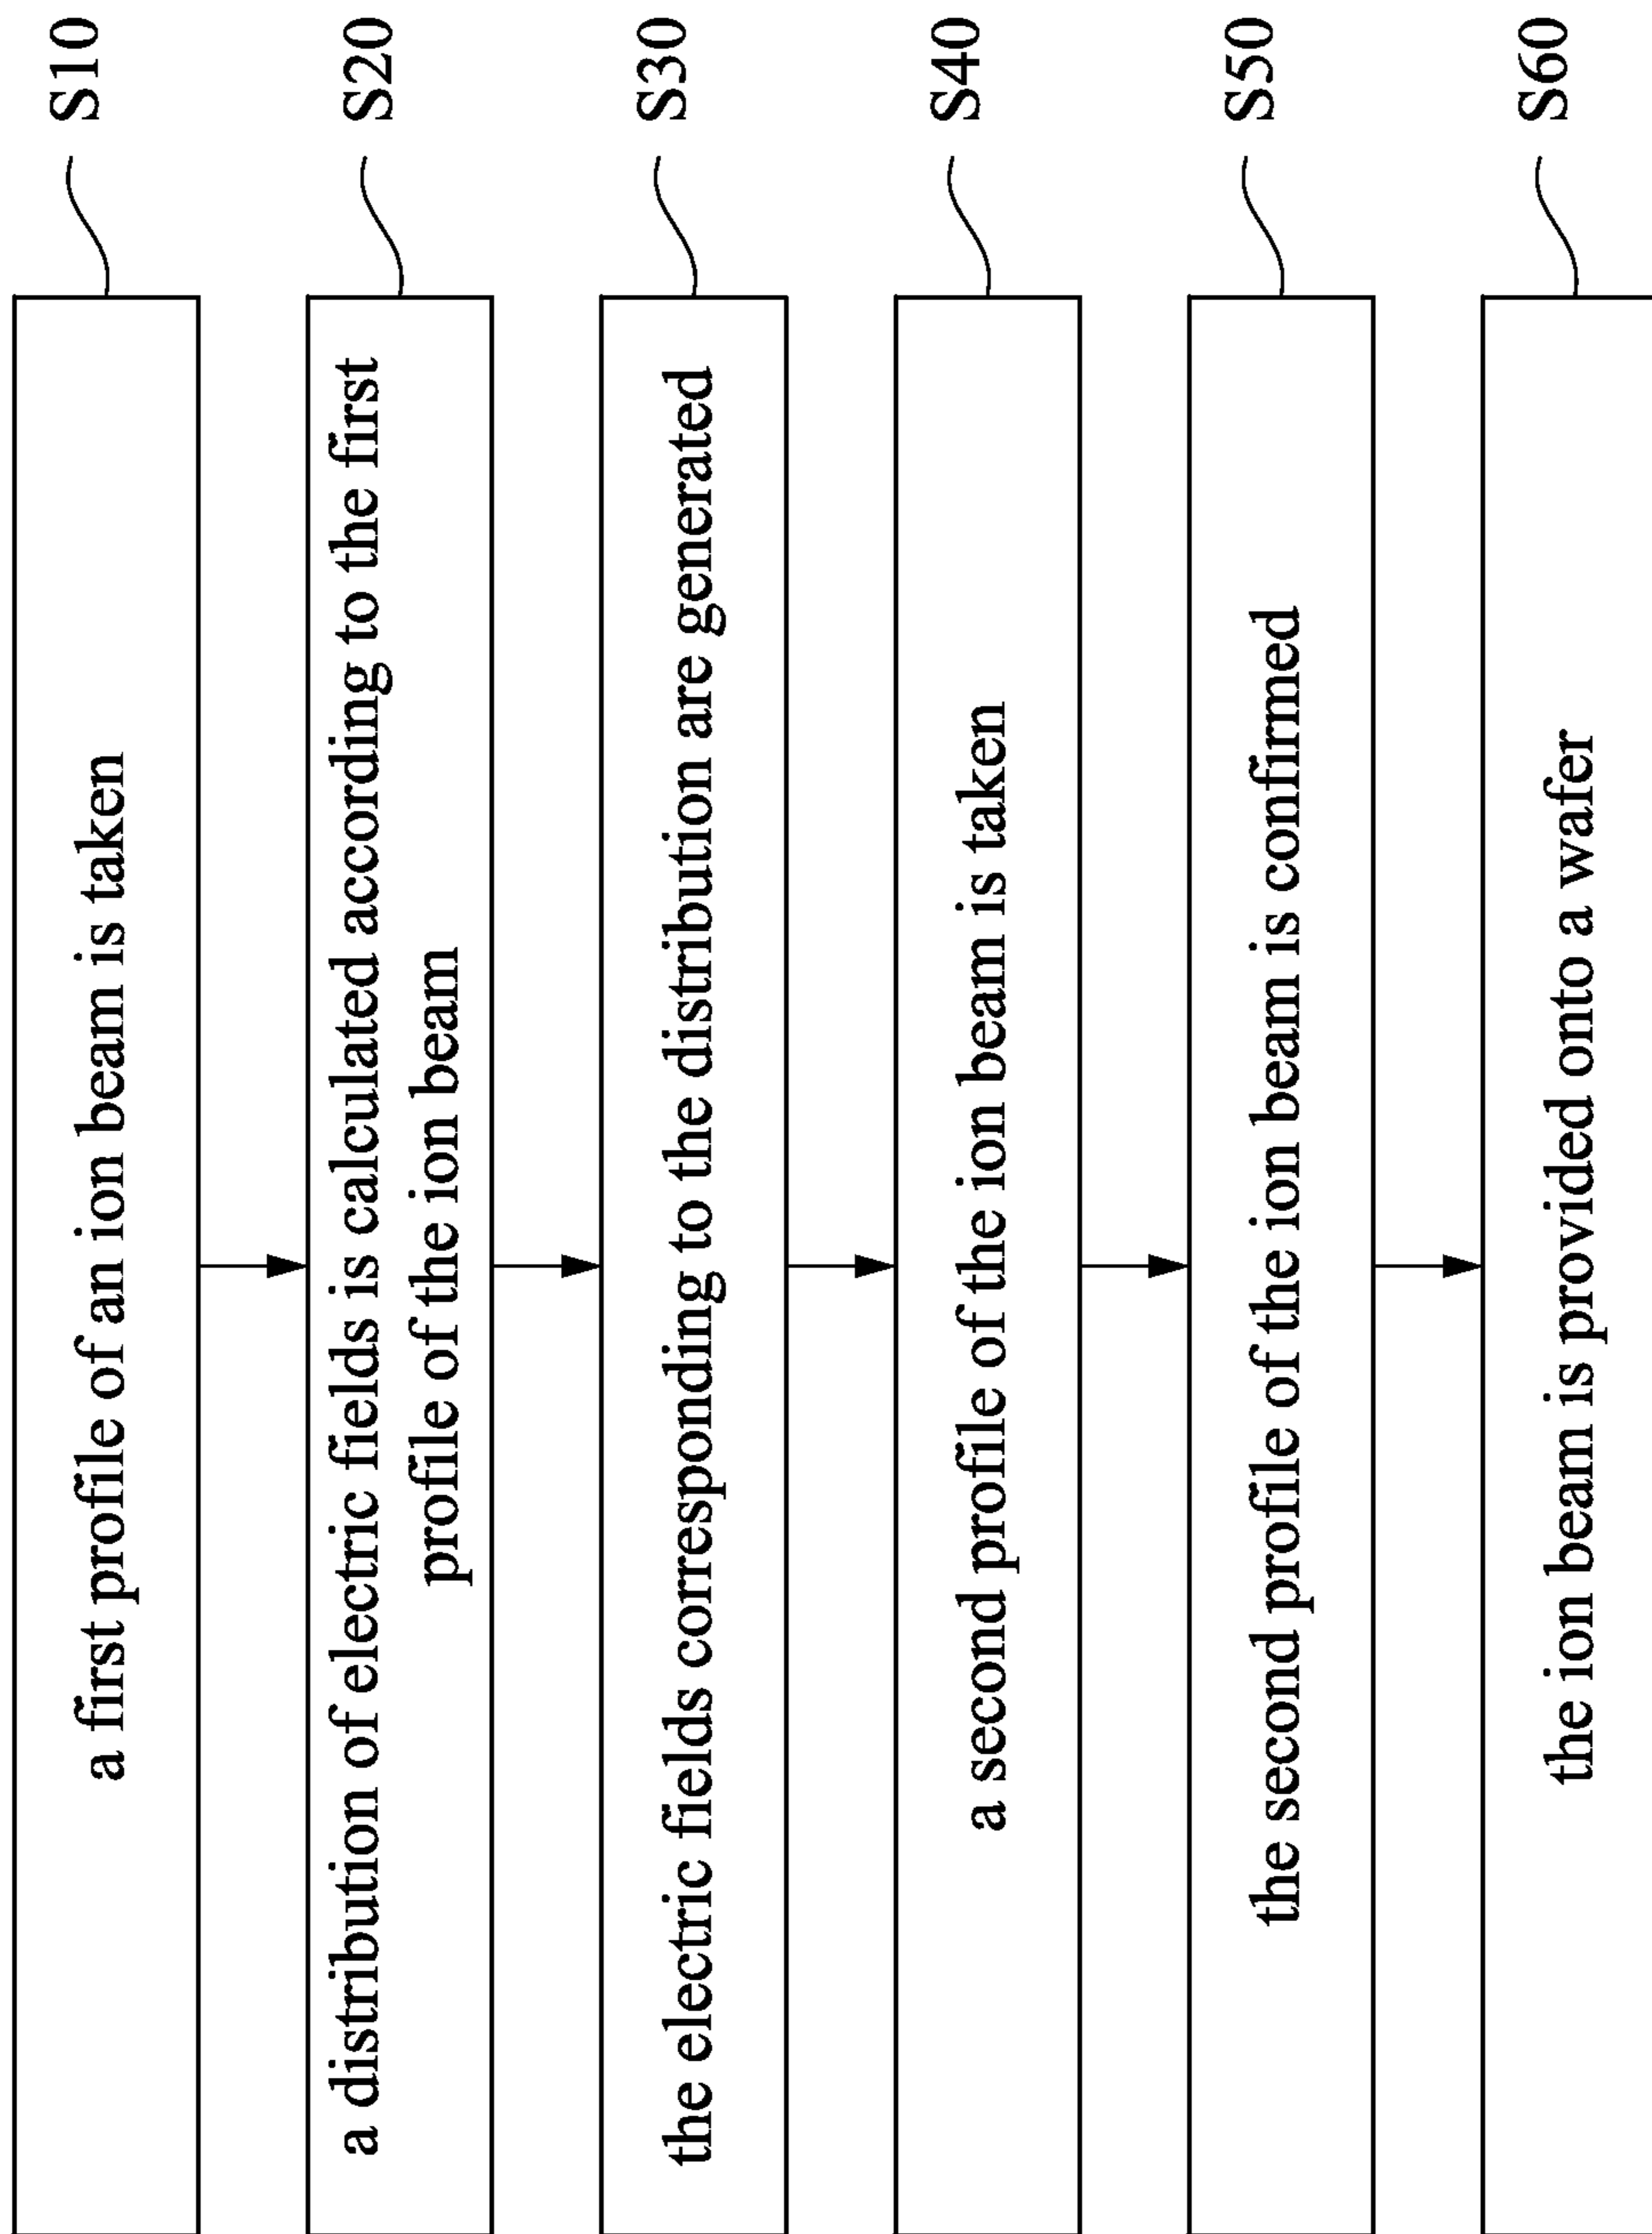 a first profile of an ion beam is taken
S10
a distribution of electric fields is calculated according to the first
profile of the ion beam
S20
the electric fields corresponding to the distribution are generated
S30
a second profile of the ion beam is taken
S40
the second profile of the ion beam is confirmed
S50
the ion beam is provided onto a wafer
S60